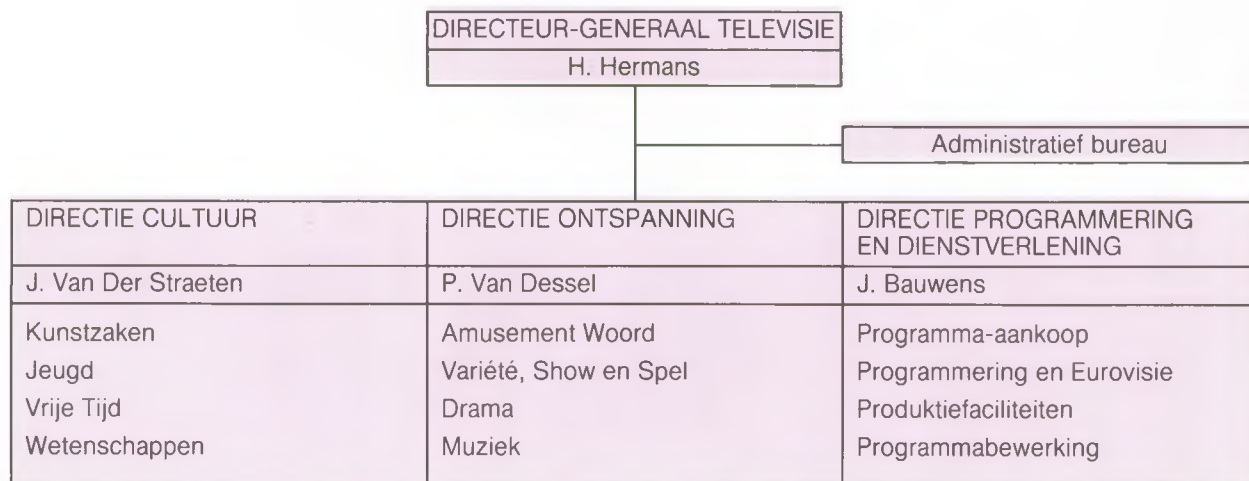 DIRECTEUR-GENERAAL TELEVISIE
H. Hermans
Administratief bureau
DIRECTIE CULTUUR
J. Van Der Straeten
Kunstzaken
Jeugd
Vrije Tijd
Wetenschappen
DIRECTIE ONTSPANNING
P. Van Dessel
Amusement Woord
Variété, Show en Spel
Drama
Muziek
DIRECTIE PROGRAMMERING
EN DIENSTVERLENING
J. Bauwens
Programma-aankoop
Programmering en Eurovisie
Produktiefaciliteiten
Programmabewerking